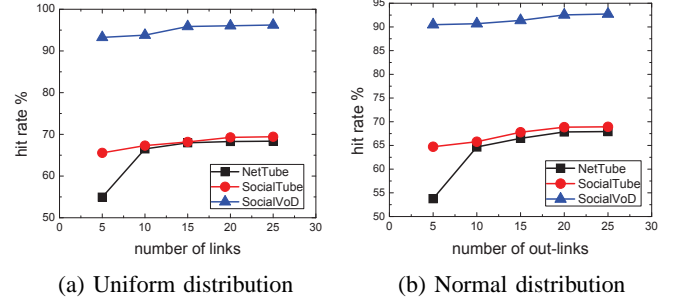 100
90
80
70
60
50
0 5 10 15 20 25 30
hit rate %
number of links
NetTube
SocialTube
SocialVoD
(a) Uniform distribution
95
90
85
80
75
70
65
60
55
50
0 5 10 15 20 25 30
hit rate %
number of out-links
NetTube
SocialTube
SocialVoD
(b) Normal distribution